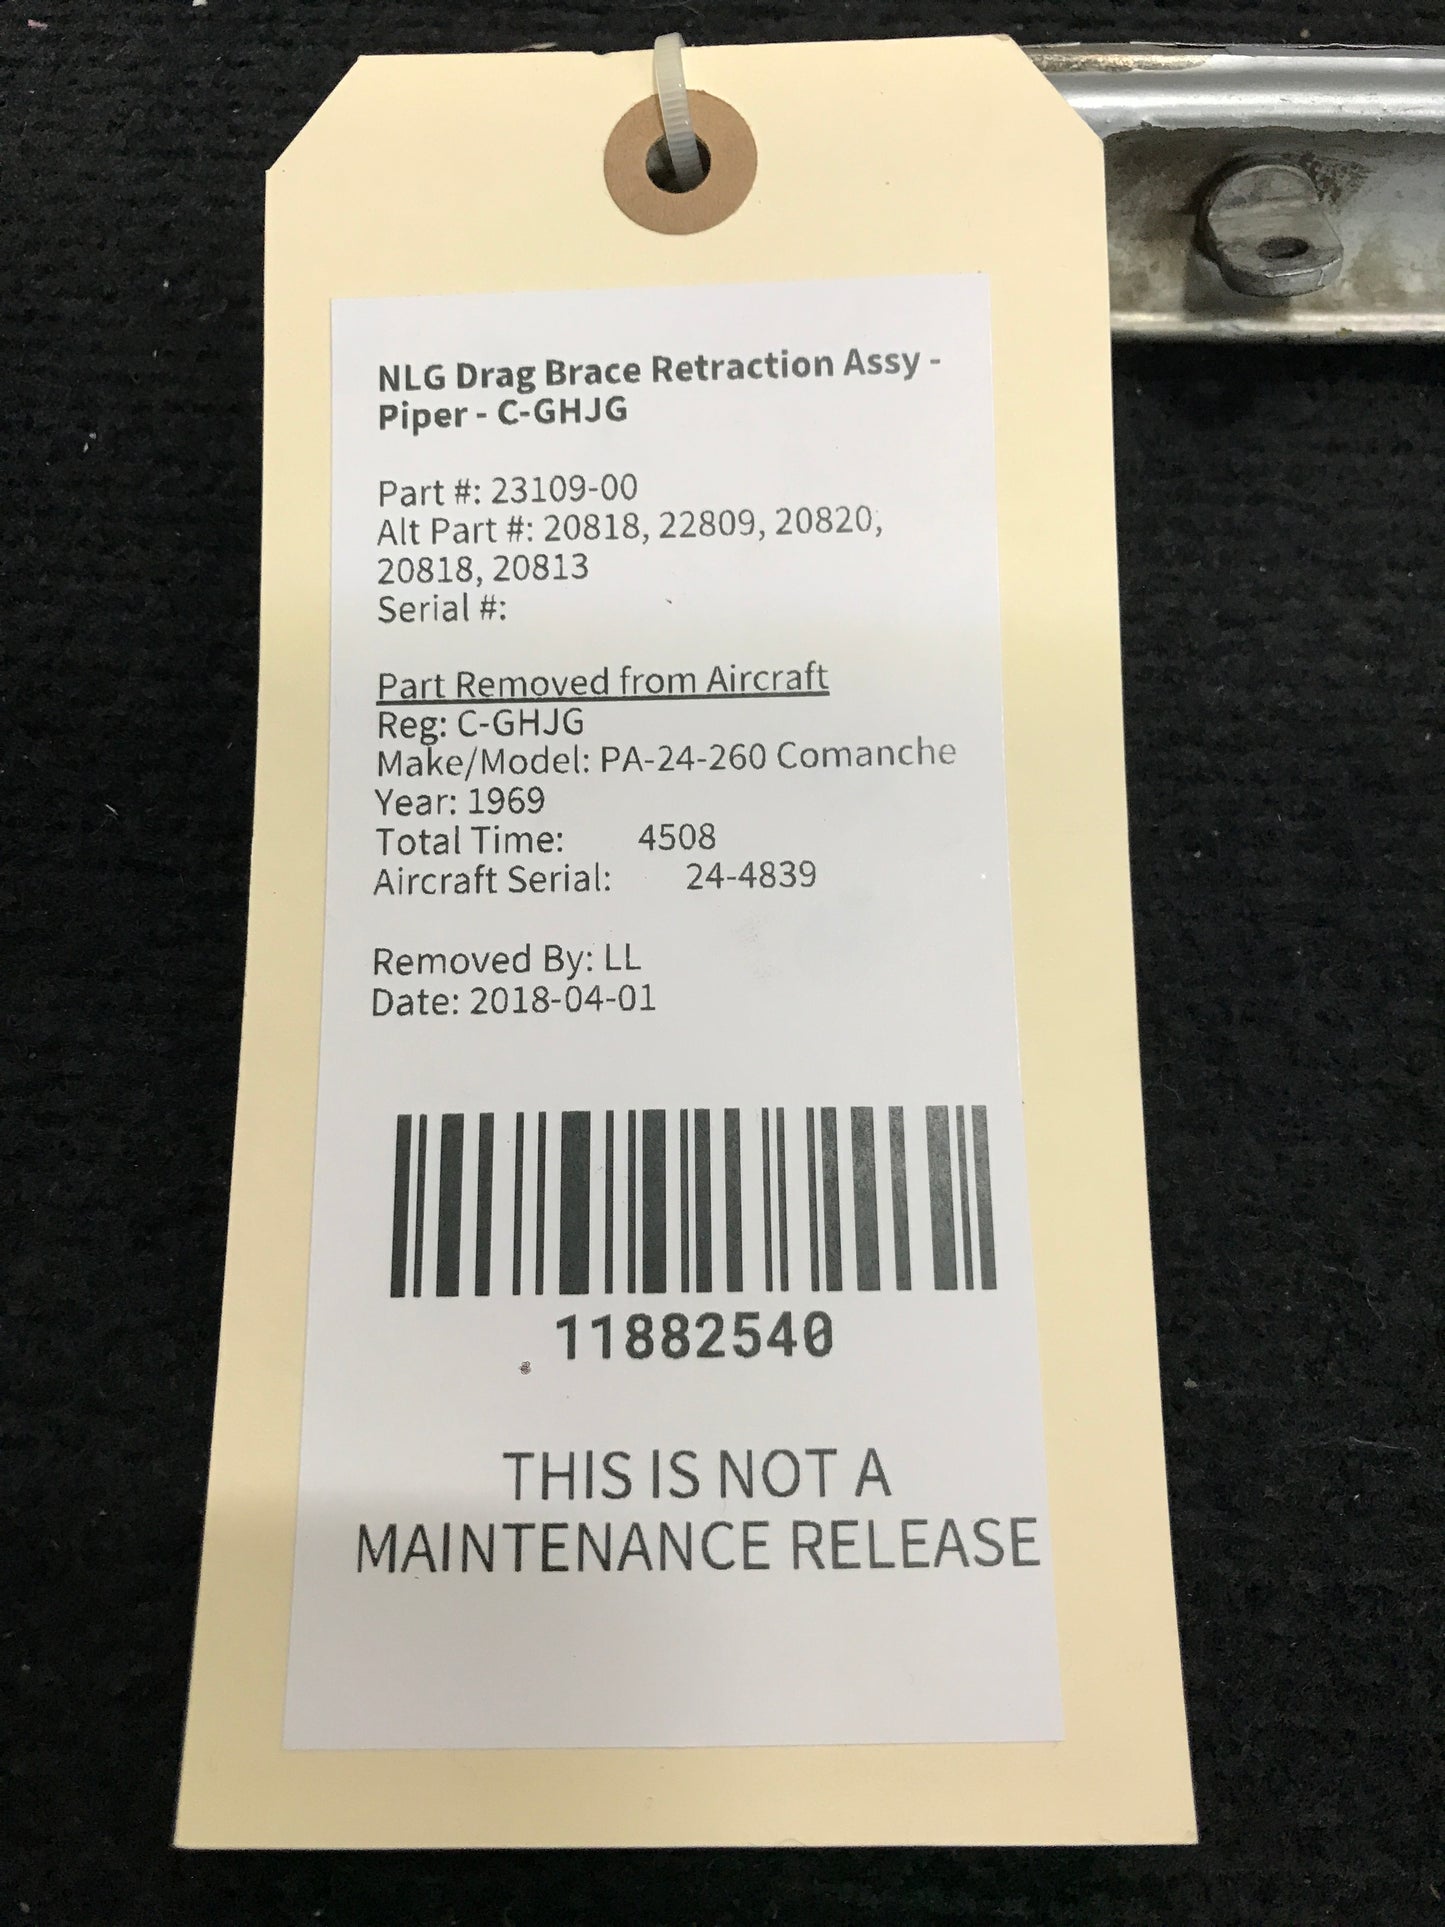 NLG Drag Brace Retraction Assy -
Piper - C-GHJG
Part #: 23109-00
Alt Part #: 20818, 22809, 20820,
20818, 20813
Serial #:
Part Removed from Aircraft
Reg: C-GHJG
Make/Model: PA-24-260 Comanche
Year: 1969
Total Time: 4508
Aircraft Serial: 24-4839
Removed By: LL
Date: 2018-04-01
11882540
THIS IS NOT A
MAINTENANCE RELEASE